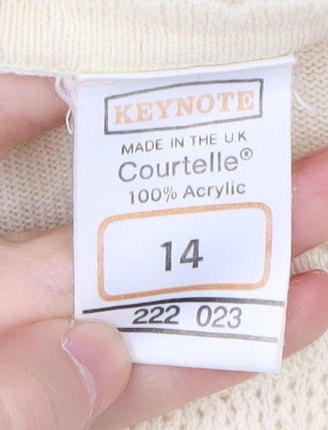 KEYNOTE
MADE IN THE U.K
Courtelle®
100% Acrylic
14
222 023